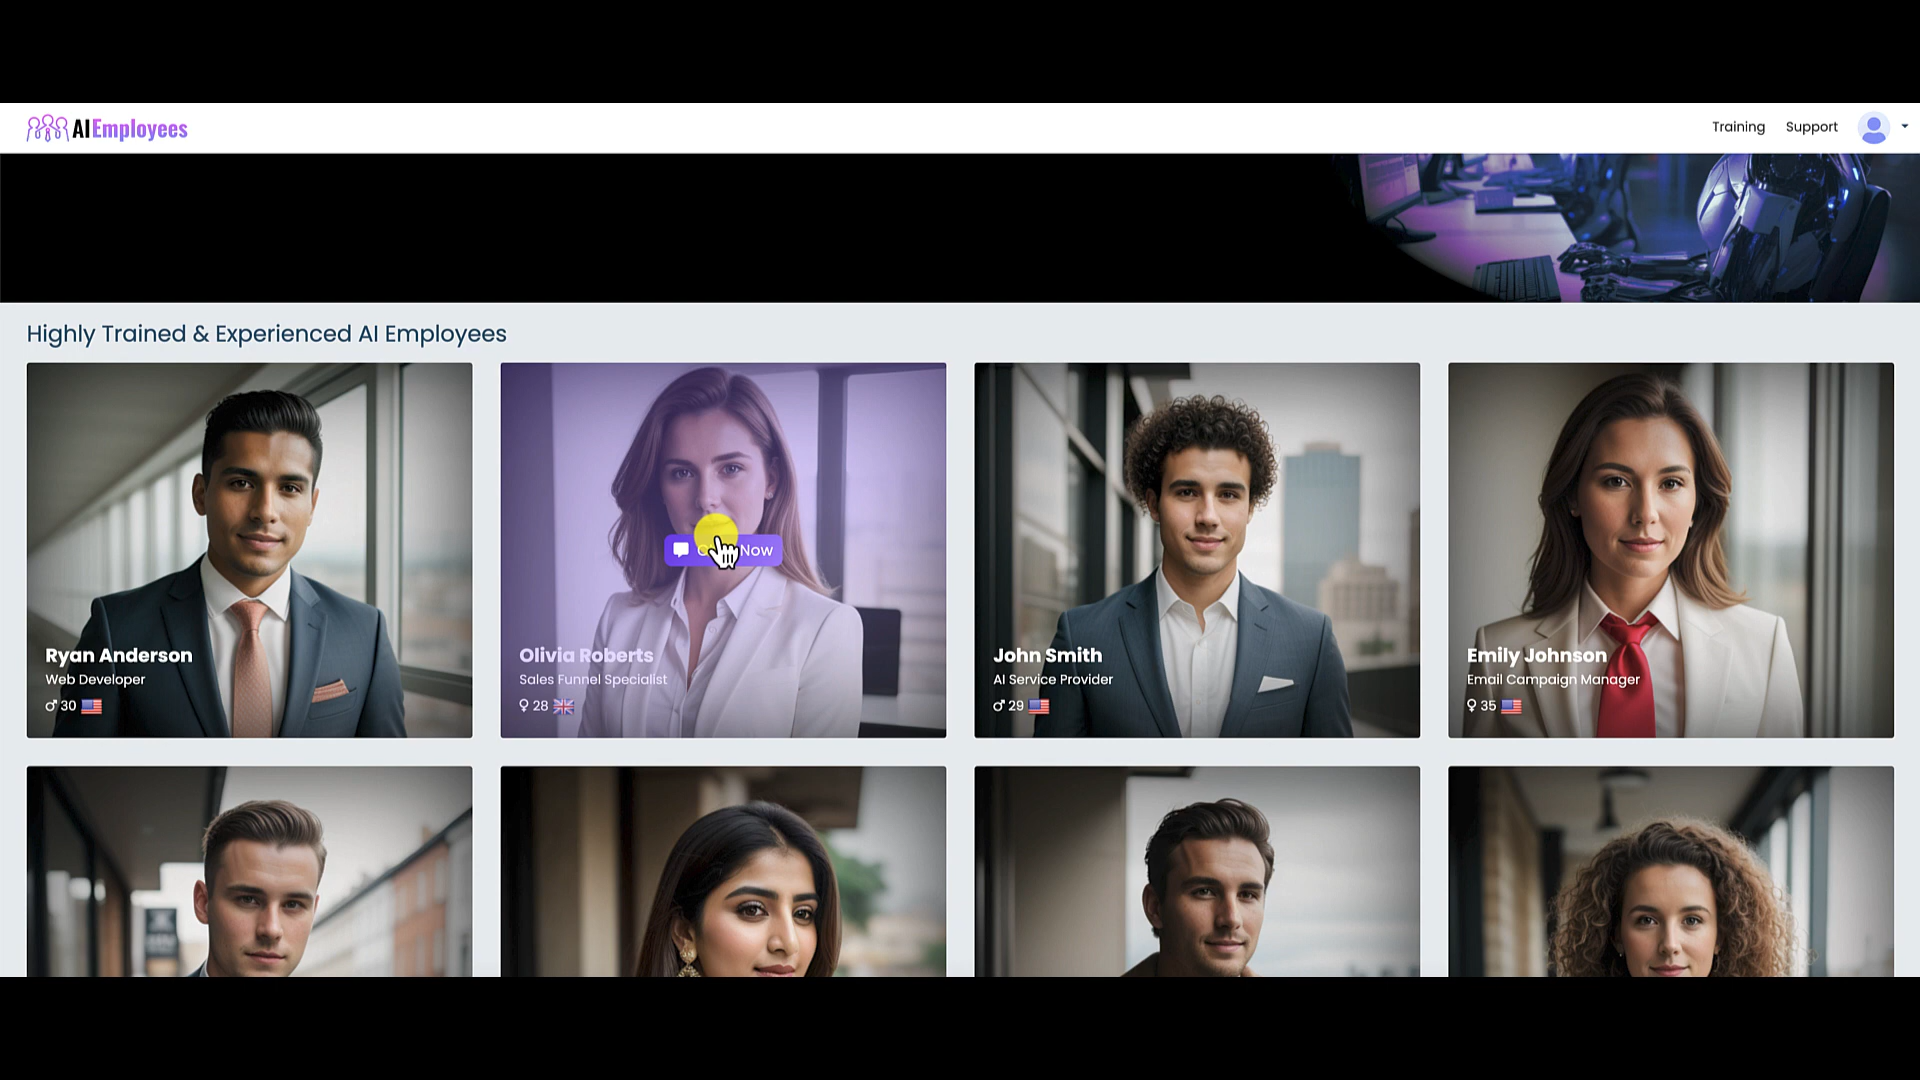 AIEmployees
Training
Support
Highly Trained & Experienced AI Employees
Ryan Anderson
Web Developer
30
Olivia Roberts
Sales Funnel Specialist
28
Now
John Smith
AI Service Provider
29
Emily Johnson
Email Campaign Manager
35